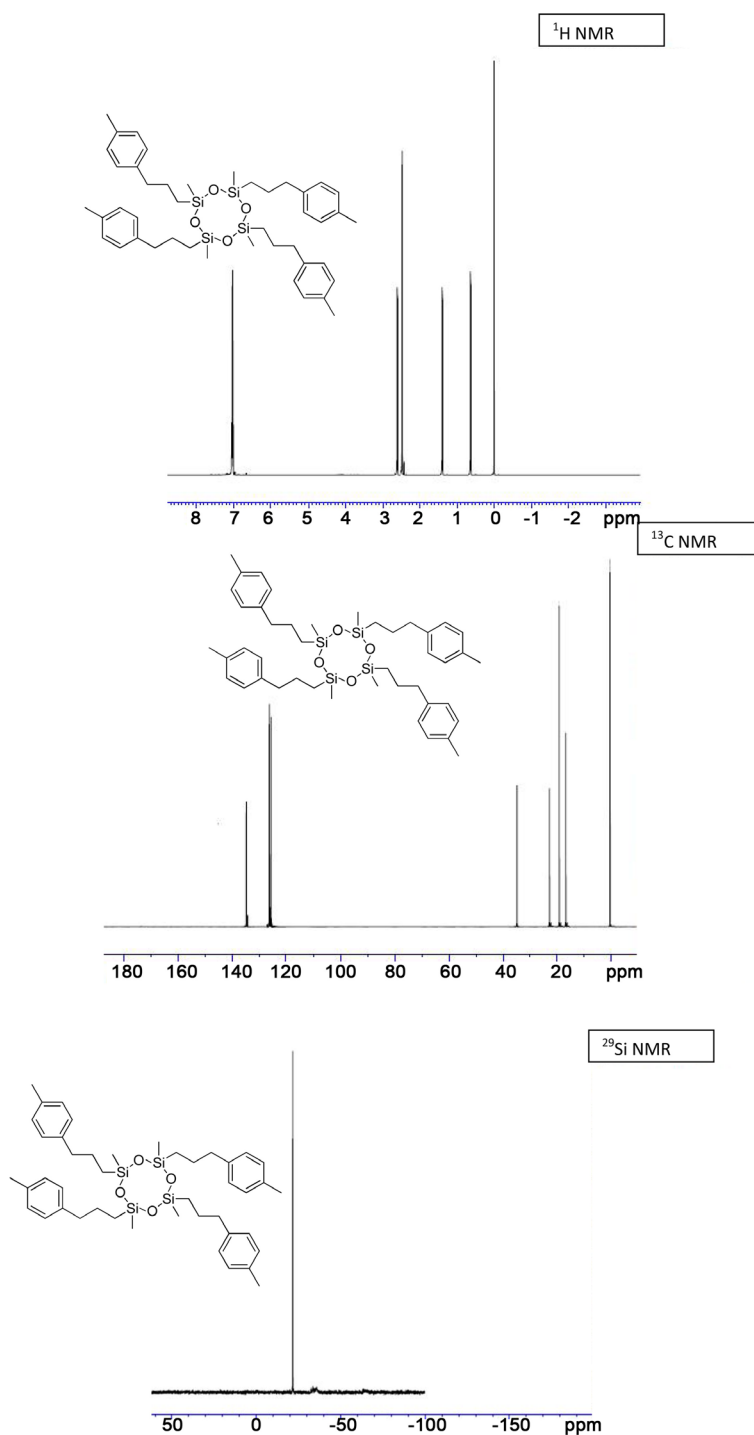 ¹H NMR
Si
O
Si
O
O
Si
O
Si
8 7 6 5 4 3 2 1 0 -1 -2 ppm
¹³C NMR
Si
O
Si
O
O
Si
O
Si
180 160 140 120 100 80 60 40 20 ppm
²⁹Si NMR
Si
O
Si
O
O
Si
O
Si
50 0 -50 -100 -150 ppm